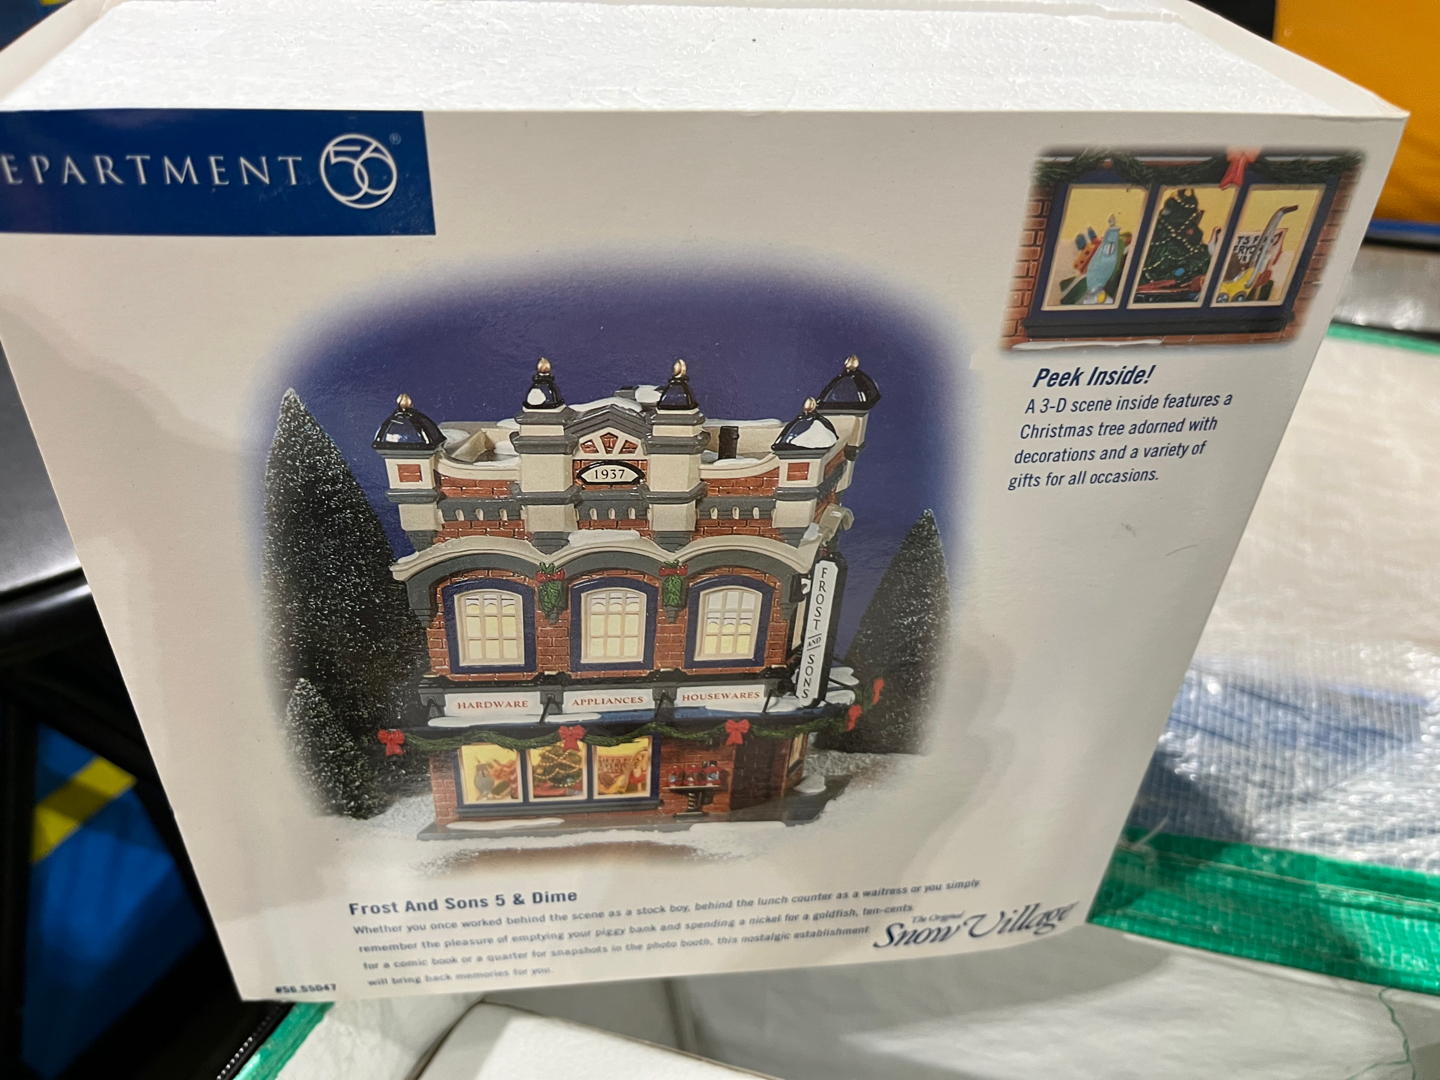 EPARTMENT 56®
Peek Inside!
A 3-D scene inside features a
Christmas tree adorned with
decorations and a variety of
gifts for all occasions.
1937
FROST AND SONS
HARDWARE APPLIANCES HOUSEWARES
Frost And Sons 5 & Dime
Whether you once worked behind the scene as a stock boy, behind the lunch counter as a waitress or you simply
remember the pleasure of emptying your piggy bank and spending a nickel for a goldfish, ten-cents
for a comic book or a quarter for snapshots in the photo booth, this nostalgic establishment
will bring back memories for you.
The Original
Snow Village
#56.55047